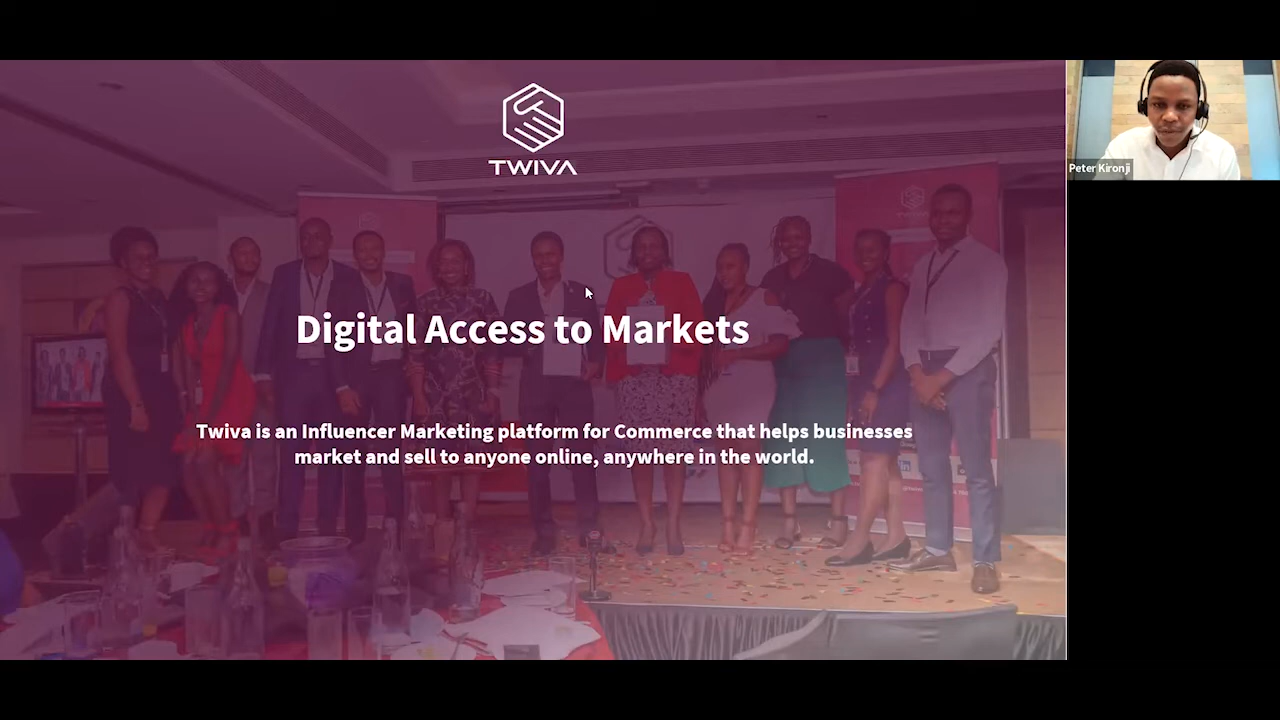 TWIVA
Peter Kironji
TWIVA
Digital Access to Markets
Twiva is an Influencer Marketing platform for Commerce that helps businesses
market and sell to anyone online, anywhere in the world.